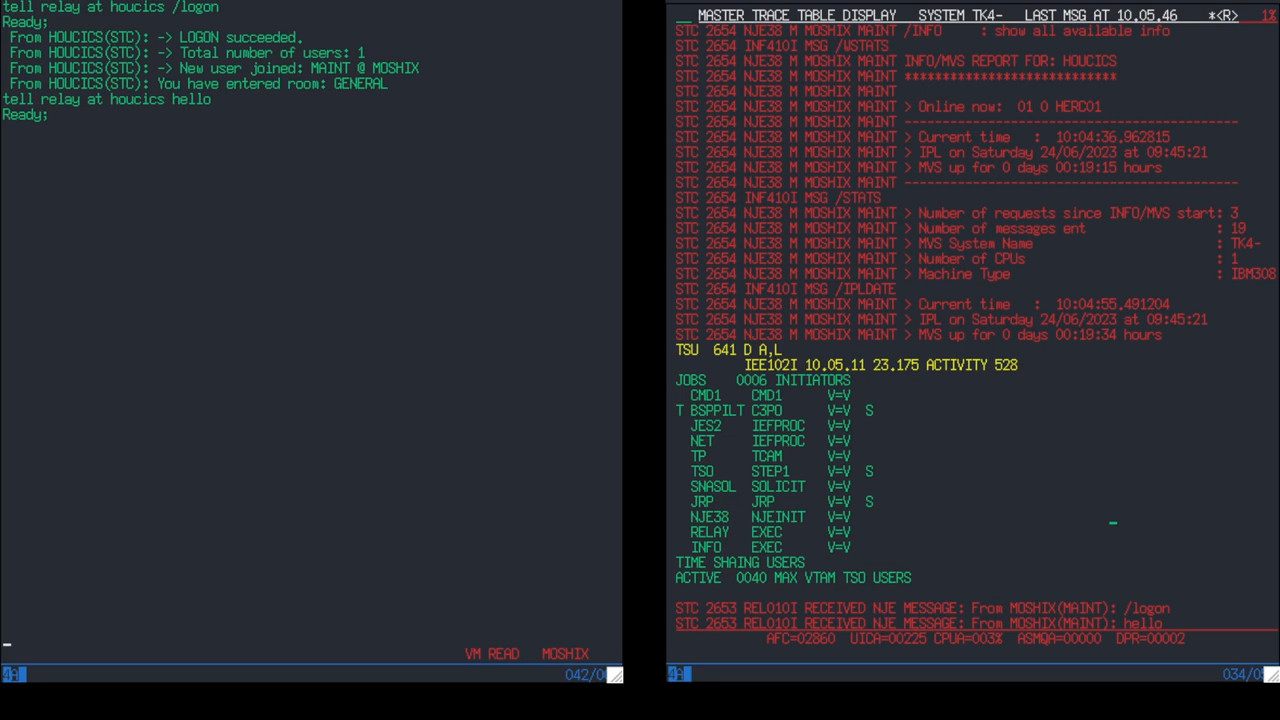 tell relay at houcics /logon
Ready;
From HOUCICS(STC): -> LOGON succeeded.
From HOUCICS(STC): -> Total number of users: 1
From HOUCICS(STC): -> New user joined: MAINT @ MOSHIX
From HOUCICS(STC): You have entered room: GENERAL
tell relay at houcics hello
Ready;
VM READ MOSHIX
4A 042/0
MASTER TRACE TABLE DISPLAY SYSTEM TK4- LAST MSG AT 10.05.46 *<R> 1%
STC 2654 NJE38 M MOSHIX MAINT /INFO : show all available info
STC 2654 INF410I MSG /WSTATS
STC 2654 NJE38 M MOSHIX MAINT INFO/MVS REPORT FOR: HOUCICS
STC 2654 NJE38 M MOSHIX MAINT ****************************
STC 2654 NJE38 M MOSHIX MAINT
STC 2654 NJE38 M MOSHIX MAINT > Online now: 01 0 HERC01
STC 2654 NJE38 M MOSHIX MAINT --------------------------------------------
STC 2654 NJE38 M MOSHIX MAINT > Current time : 10:04:36.962815
STC 2654 NJE38 M MOSHIX MAINT > IPL on Saturday 24/06/2023 at 09:45:21
STC 2654 NJE38 M MOSHIX MAINT > MVS up for 0 days 00:19:15 hours
STC 2654 NJE38 M MOSHIX MAINT --------------------------------------------
STC 2654 INF410I MSG /STATS
STC 2654 NJE38 M MOSHIX MAINT > Number of requests since INFO/MVS start: 3
STC 2654 NJE38 M MOSHIX MAINT > Number of messages ent : 19
STC 2654 NJE38 M MOSHIX MAINT > MVS System Name : TK4-
STC 2654 NJE38 M MOSHIX MAINT > Number of CPUs : 1
STC 2654 NJE38 M MOSHIX MAINT > Machine Type : IBM308
STC 2654 INF410I MSG /IPLDATE
STC 2654 NJE38 M MOSHIX MAINT > Current time : 10:04:55.491204
STC 2654 NJE38 M MOSHIX MAINT > IPL on Saturday 24/06/2023 at 09:45:21
STC 2654 NJE38 M MOSHIX MAINT > MVS up for 0 days 00:19:34 hours
TSU 641 D A,L
IEE102I 10.05.11 23.175 ACTIVITY 528
JOBS 0006 INITIATORS
CMD1 CMD1 V=V
T BSPPILT C3PO V=V S
JES2 IEFPROC V=V
NET IEFPROC V=V
TP TCAM V=V
TSO STEP1 V=V S
SNASOL SOLICIT V=V
JRP JRP V=V S
NJE38 NJEINIT V=V
RELAY EXEC V=V
INFO EXEC V=V
TIME SHAING USERS
ACTIVE 0040 MAX VTAM TSO USERS
STC 2653 REL010I RECEIVED NJE MESSAGE: From MOSHIX(MAINT): /logon
STC 2653 REL010I RECEIVED NJE MESSAGE: From MOSHIX(MAINT): hello
AFC=02860 UICA=00225 CPUA=003% ASMQA=00000 DPR=00002
4A 034/0